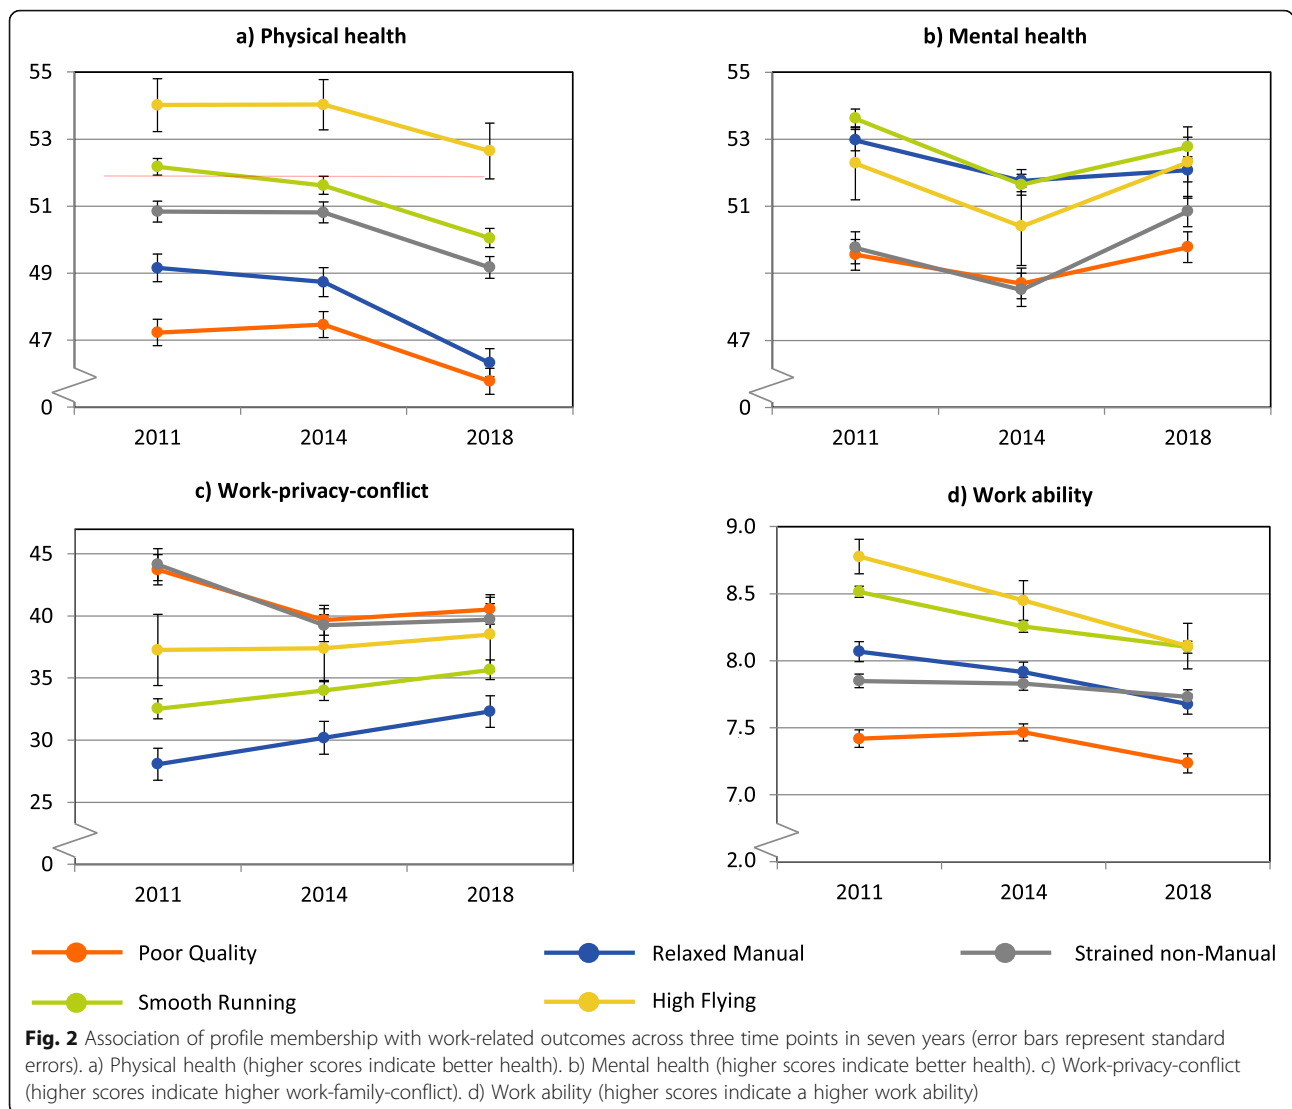 a) Physical health
55
53
51
49
47
0
2011 2014 2018
b) Mental health
55
53
51
47
0
2011 2014 2018
c) Work-privacy-conflict
45
40
35
30
25
0
2011 2014 2018
d) Work ability
9.0
8.5
8.0
7.5
7.0
2.0
2011 2014 2018
Poor Quality Relaxed Manual Strained non-Manual
Smooth Running High Flying
Fig. 2 Association of profile membership with work-related outcomes across three time points in seven years (error bars represent standard
errors). a) Physical health (higher scores indicate better health). b) Mental health (higher scores indicate better health). c) Work-privacy-conflict
(higher scores indicate higher work-family-conflict). d) Work ability (higher scores indicate a higher work ability)